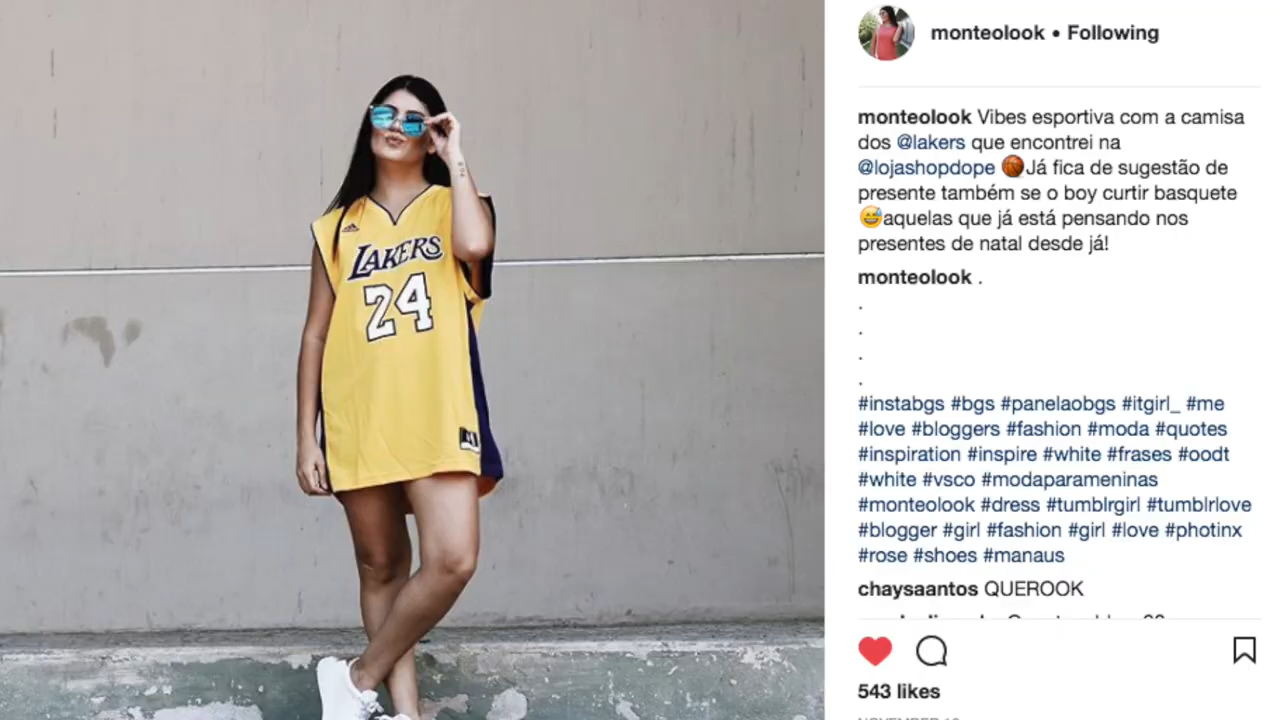 LAKERS
24
monteolook • Following
monteolook Vibes esportiva com a camisa
dos @lakers que encontrei na
@lojashopdope 🏀Já fica de sugestão de
presente também se o boy curtir basquete
😅aquelas que já está pensando nos
presentes de natal desde já!
monteolook .
.
.
.
.
#instabgs #bgs #panelaobgs #itgirl_ #me
#love #bloggers #fashion #moda #quotes
#inspiration #inspire #white #frases #oodt
#white #vsco #modaparameninas
#monteolook #dress #tumblrgirl #tumblrlove
#blogger #girl #fashion #girl #love #photinx
#rose #shoes #manaus
chaysaantos QUEROOK
543 likes